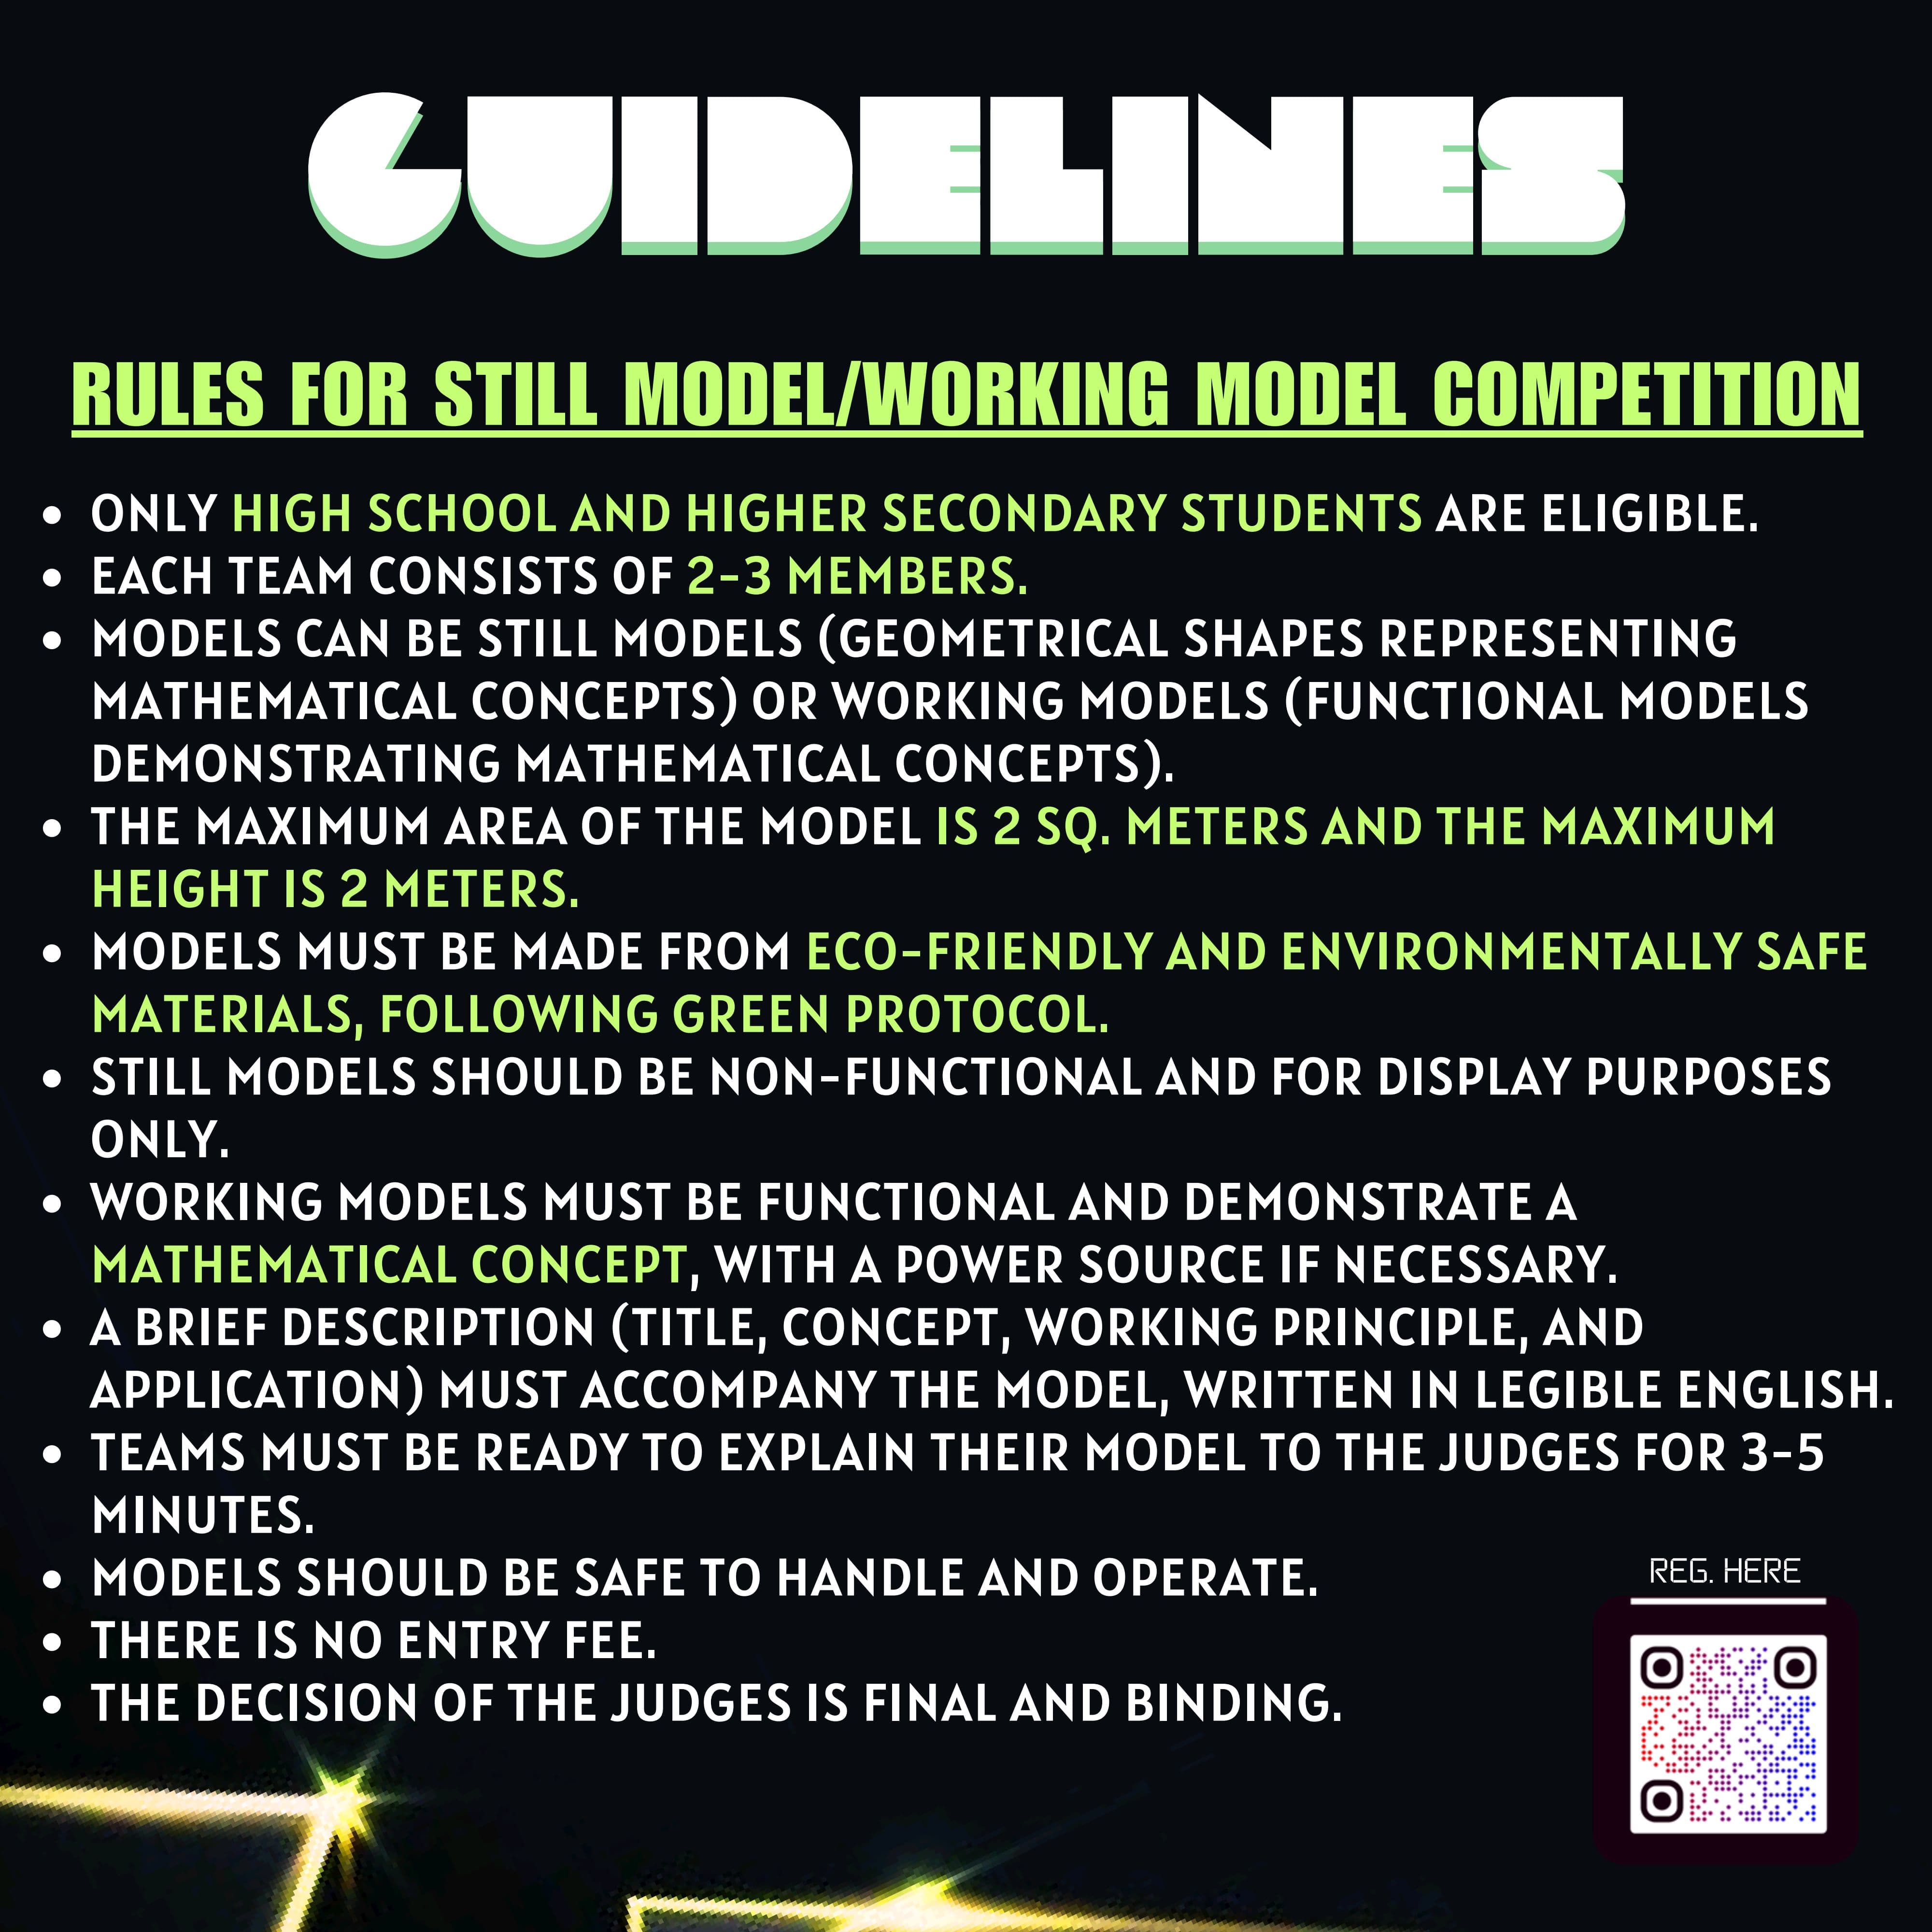 GUIDELINES
RULES FOR STILL MODEL/WORKING MODEL COMPETITION
• ONLY HIGH SCHOOL AND HIGHER SECONDARY STUDENTS ARE ELIGIBLE.
• EACH TEAM CONSISTS OF 2-3 MEMBERS.
• MODELS CAN BE STILL MODELS (GEOMETRICAL SHAPES REPRESENTING
MATHEMATICAL CONCEPTS) OR WORKING MODELS (FUNCTIONAL MODELS
DEMONSTRATING MATHEMATICAL CONCEPTS).
• THE MAXIMUM AREA OF THE MODEL IS 2 SQ. METERS AND THE MAXIMUM
HEIGHT IS 2 METERS.
• MODELS MUST BE MADE FROM ECO-FRIENDLY AND ENVIRONMENTALLY SAFE
MATERIALS, FOLLOWING GREEN PROTOCOL.
• STILL MODELS SHOULD BE NON-FUNCTIONAL AND FOR DISPLAY PURPOSES
ONLY.
• WORKING MODELS MUST BE FUNCTIONAL AND DEMONSTRATE A
MATHEMATICAL CONCEPT, WITH A POWER SOURCE IF NECESSARY.
• A BRIEF DESCRIPTION (TITLE, CONCEPT, WORKING PRINCIPLE, AND
APPLICATION) MUST ACCOMPANY THE MODEL, WRITTEN IN LEGIBLE ENGLISH.
• TEAMS MUST BE READY TO EXPLAIN THEIR MODEL TO THE JUDGES FOR 3-5
MINUTES.
• MODELS SHOULD BE SAFE TO HANDLE AND OPERATE.
• THERE IS NO ENTRY FEE.
• THE DECISION OF THE JUDGES IS FINAL AND BINDING.
REG. HERE